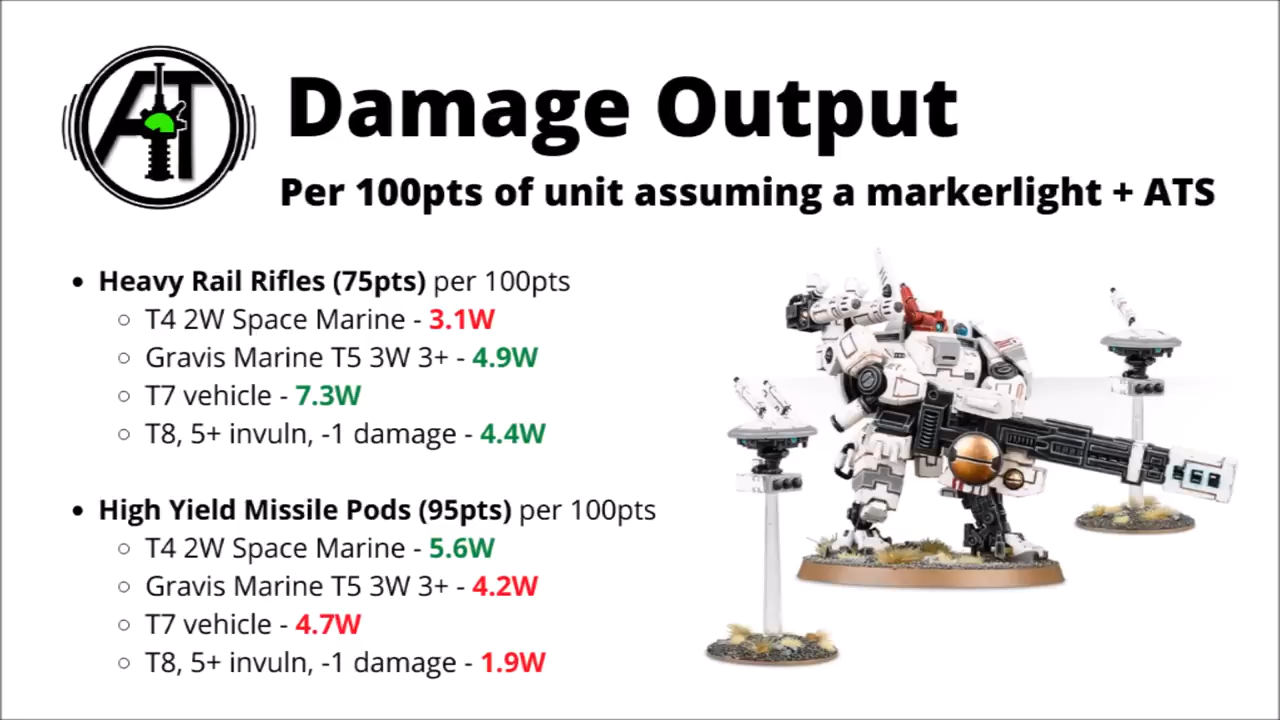 AT
Damage Output
Per 100pts of unit assuming a markerlight + ATS
• Heavy Rail Rifles (75pts) per 100pts
○ T4 2W Space Marine - 3.1W
○ Gravis Marine T5 3W 3+ - 4.9W
○ T7 vehicle - 7.3W
○ T8, 5+ invuln, -1 damage - 4.4W
• High Yield Missile Pods (95pts) per 100pts
○ T4 2W Space Marine - 5.6W
○ Gravis Marine T5 3W 3+ - 4.2W
○ T7 vehicle - 4.7W
○ T8, 5+ invuln, -1 damage - 1.9W